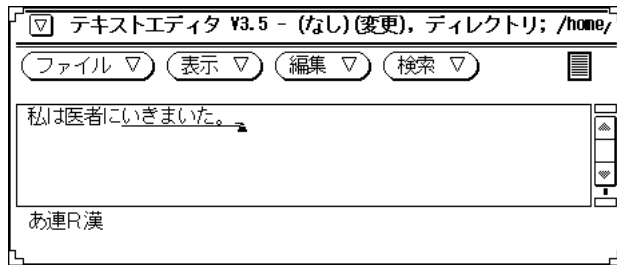 テキストエディタ V3.5 - (なし)(変更), ディレクトリ; /home/
ファイル ▽ 表示 ▽ 編集 ▽ 検索 ▽
私は医者にいきまいた。
あ連R漢